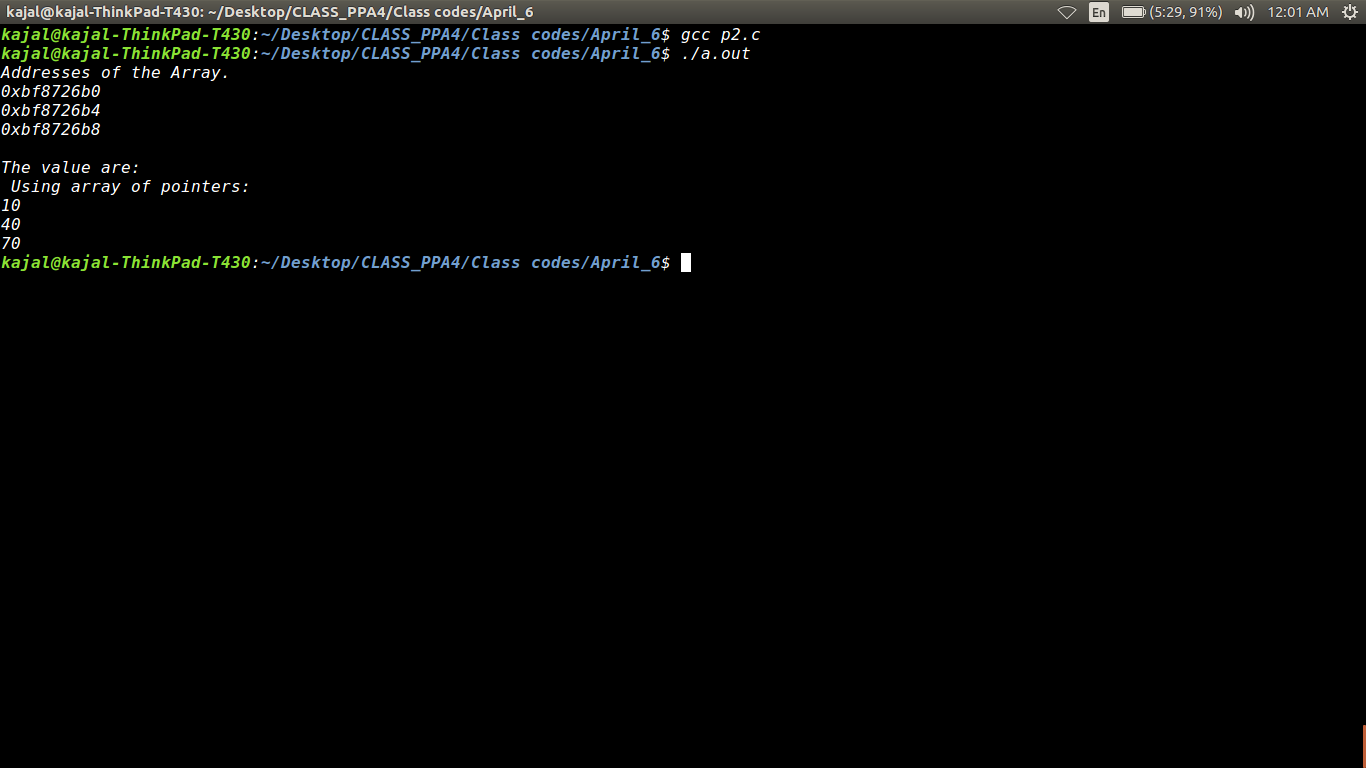 kajal@kajal-ThinkPad-T430: ~/Desktop/CLASS_PPA4/Class codes/April_6 En (5:29, 91%) 12:01 AM
kajal@kajal-ThinkPad-T430:~/Desktop/CLASS_PPA4/Class codes/April_6$ gcc p2.c
kajal@kajal-ThinkPad-T430:~/Desktop/CLASS_PPA4/Class codes/April_6$ ./a.out
Addresses of the Array.
0xbf8726b0
0xbf8726b4
0xbf8726b8
The value are:
Using array of pointers:
10
40
70
kajal@kajal-ThinkPad-T430:~/Desktop/CLASS_PPA4/Class codes/April_6$